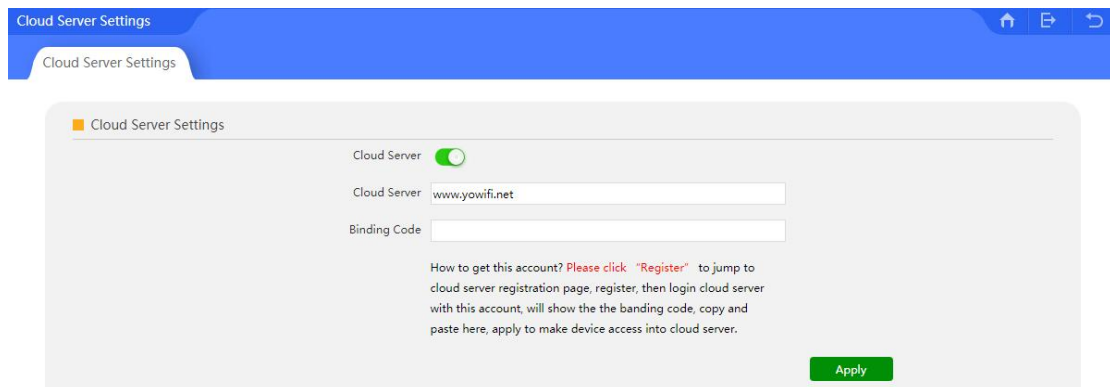 Cloud Server Settings
Cloud Server Settings
Cloud Server Settings
Cloud Server
Cloud Server www.yowifi.net
Binding Code
How to get this account? Please click “Register” to jump to
cloud server registration page, register, then login cloud server
with this account, will show the the banding code, copy and
paste here, apply to make device access into cloud server.
Apply